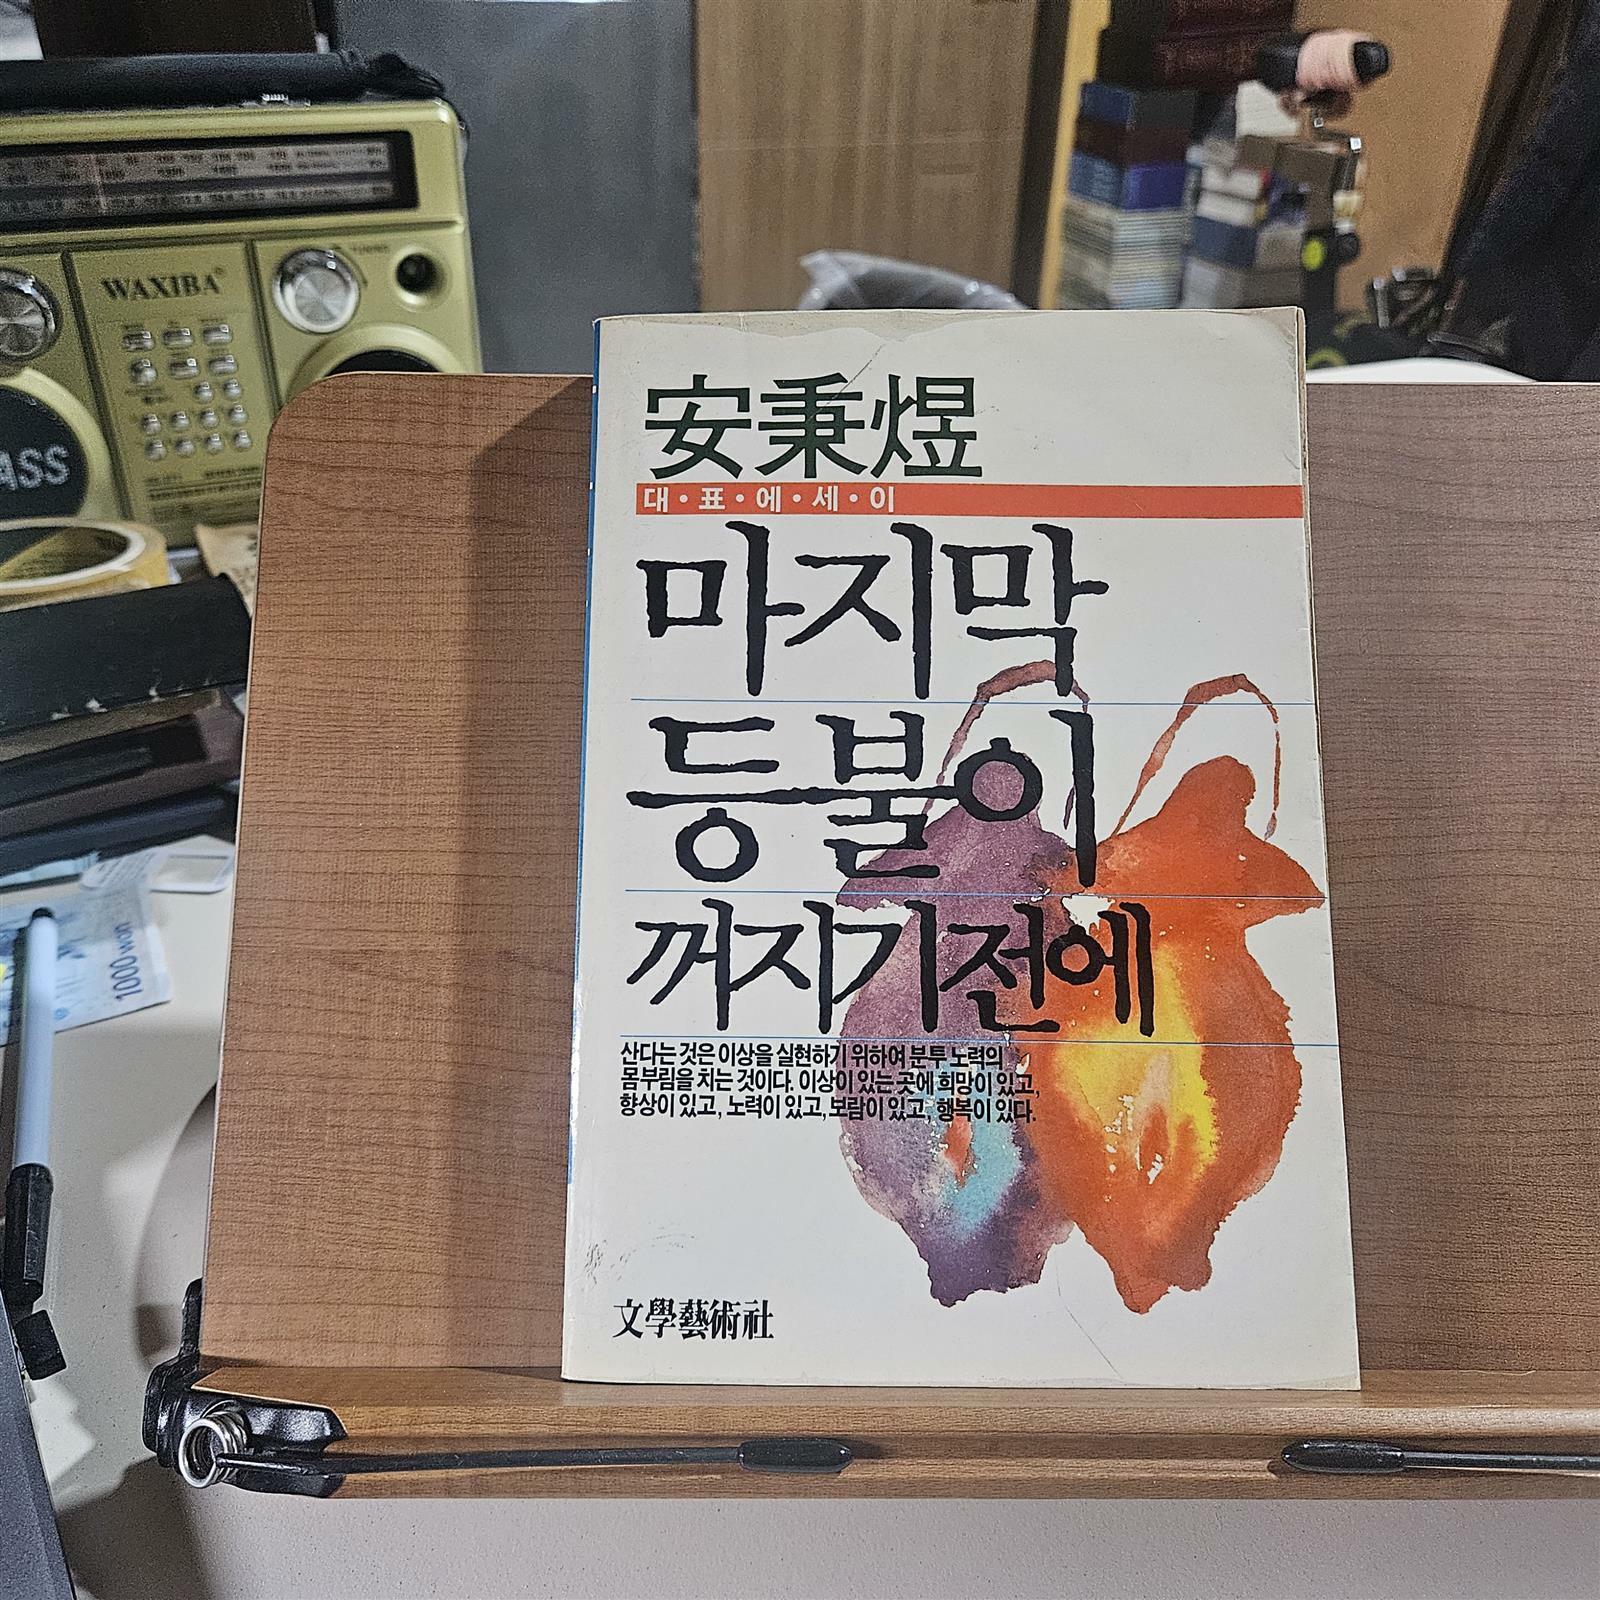 WAXIBA
ASS
1000 won
安秉煜
대·표·에·세·이
마지막
등불이
꺼지기전에
산다는 것은 이상을 실현하기 위하여 분투 노력의
몸부림을 치는 것이다. 이상이 있는 곳에 희망이 있고,
향상이 있고, 노력이 있고, 보람이 있고, 행복이 있다.
文學藝術社